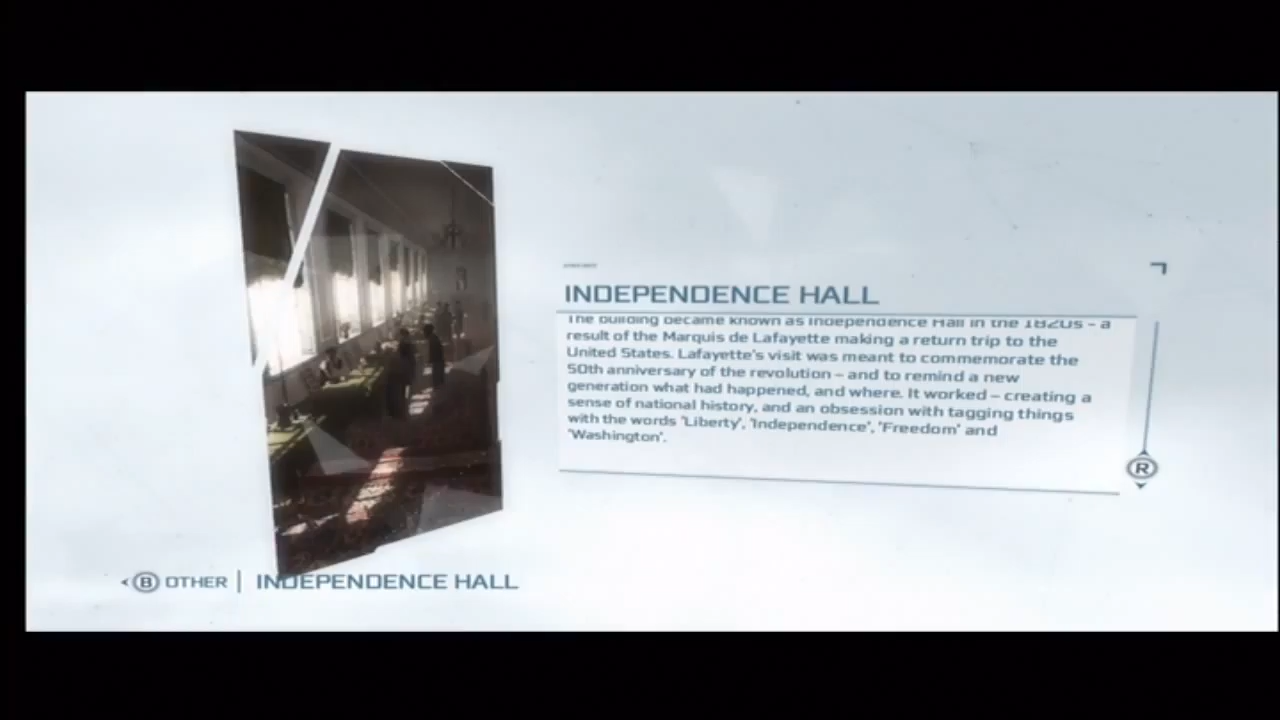 INDEPENDENCE HALL
The building became known as Independence Hall in the 1820s – a
result of the Marquis de Lafayette making a return trip to the
United States. Lafayette's visit was meant to commemorate the
50th anniversary of the revolution – and to remind a new
generation what had happened, and where. It worked – creating a
sense of national history, and an obsession with tagging things
with the words 'Liberty', 'Independence', 'Freedom' and
'Washington'.
R
B OTHER | INDEPENDENCE HALL